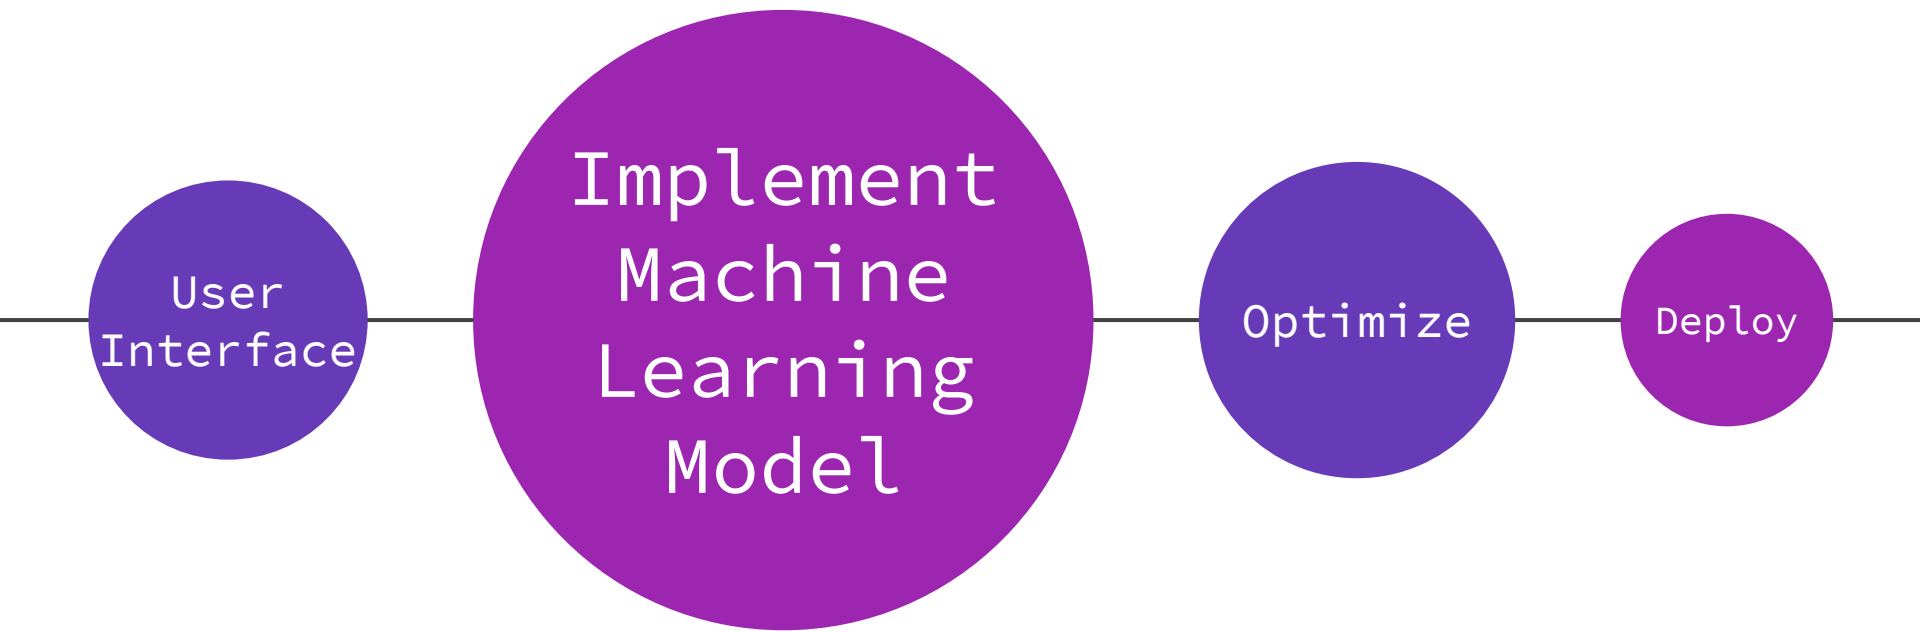 User
Interface
Implement
Machine
Learning
Model
Optimize
Deploy